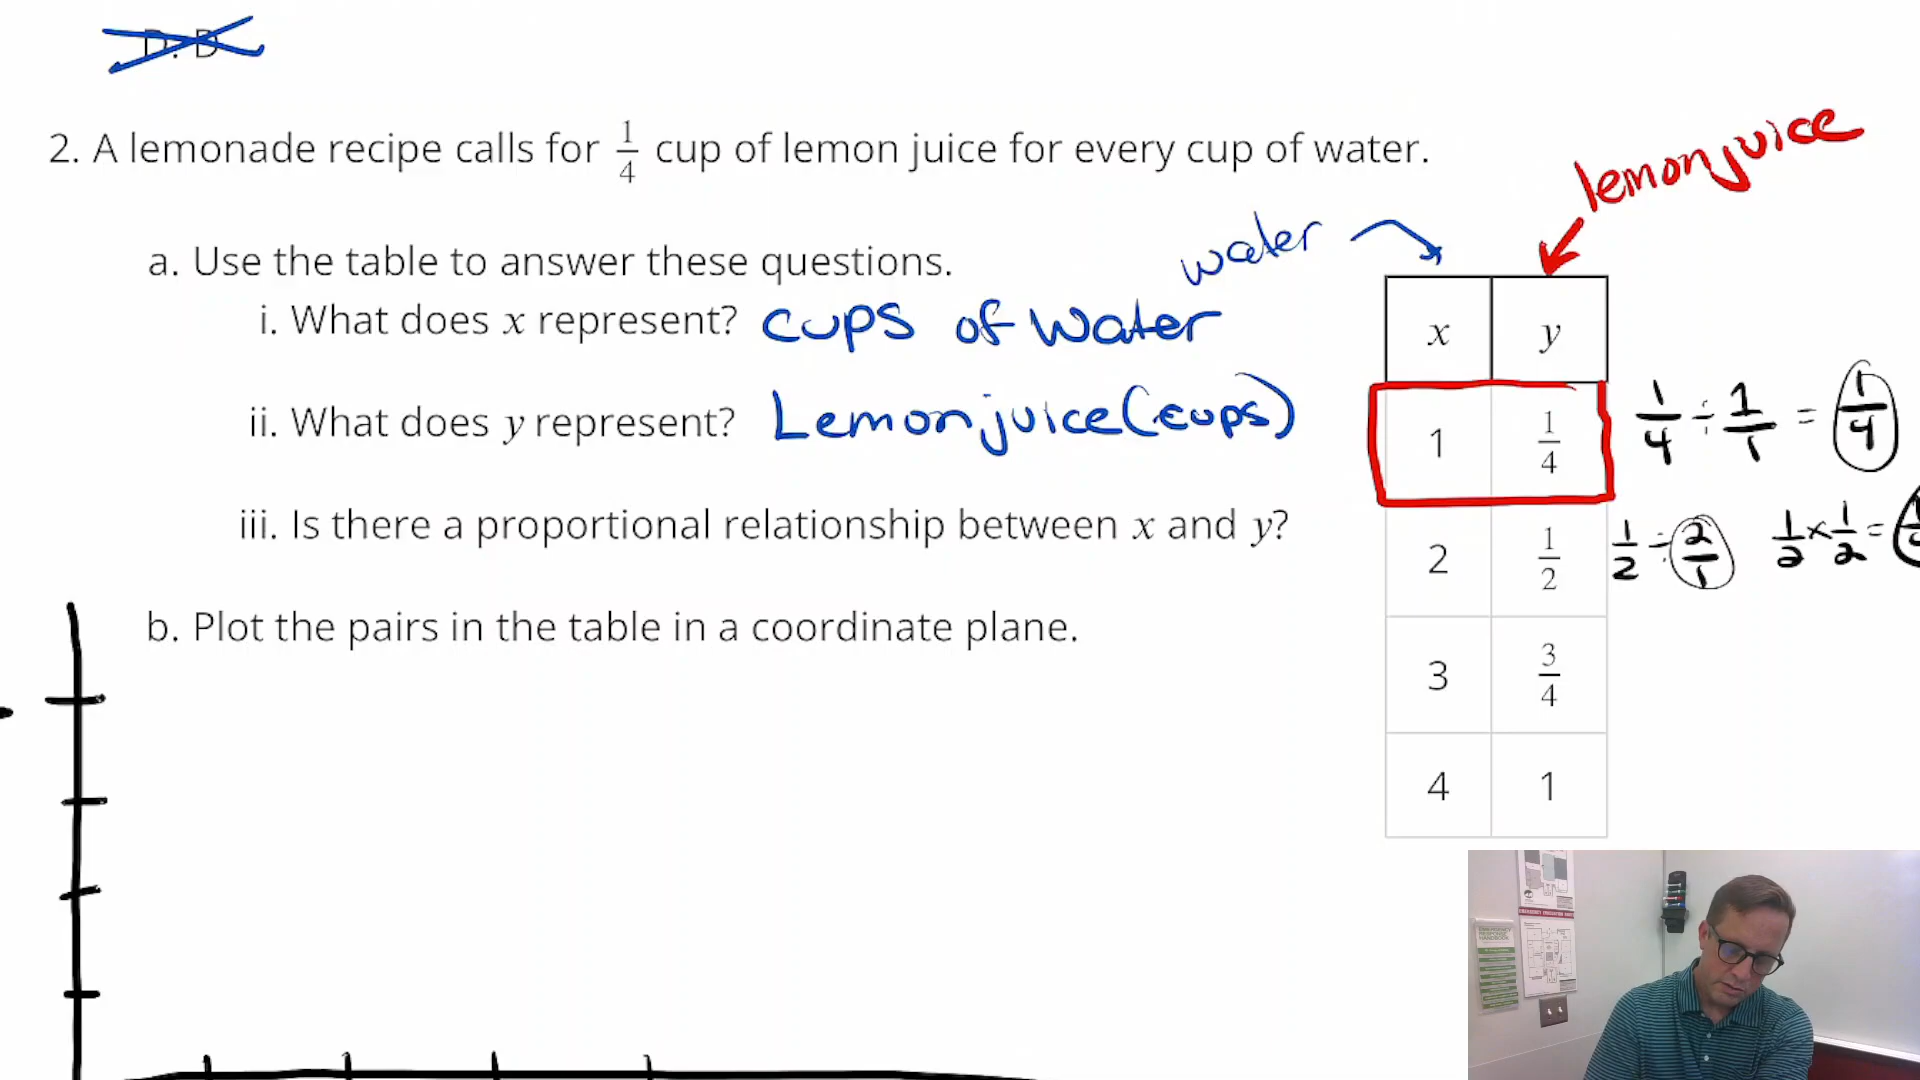 D. D
2. A lemonade recipe calls for 1/4 cup of lemon juice for every cup of water.
lemon juice
water
a. Use the table to answer these questions.
i. What does x represent? cups of water
ii. What does y represent? Lemon juice (cups)
iii. Is there a proportional relationship between x and y?
b. Plot the pairs in the table in a coordinate plane.
x y
1 1/4 1/4 ÷ 1/1 = 1/4
2 1/2 1/2 ÷ 2/1 1/2 × 1/2 =
3 3/4
4 1